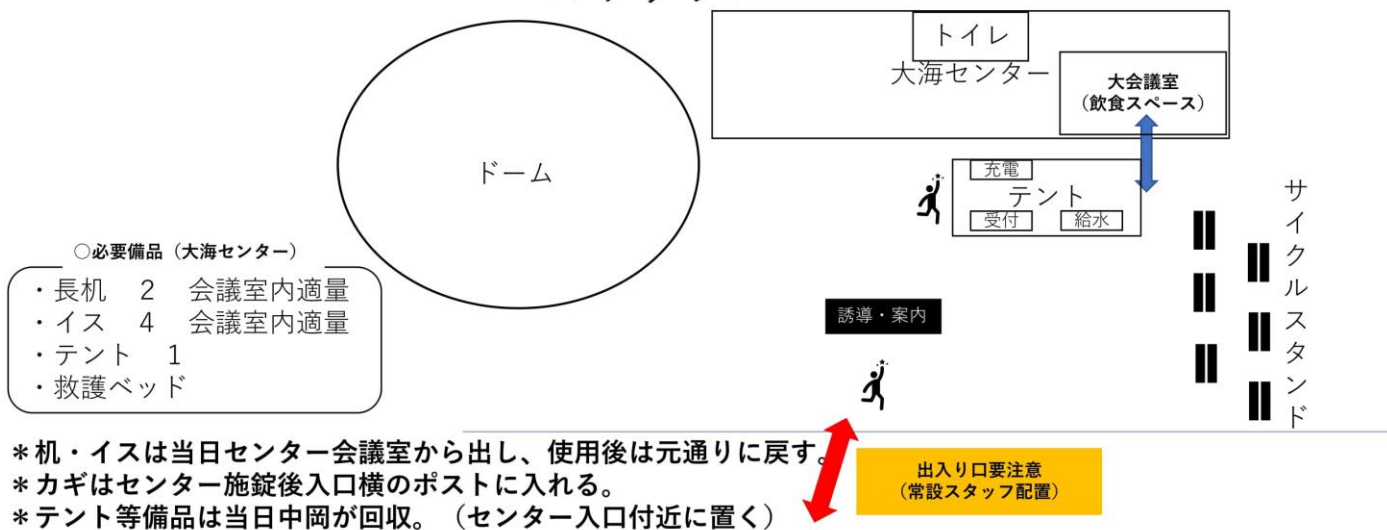 トイレ
大海センター
大会議室
（飲食スペース）
ドーム
充電
テント
受付
給水
サイクルスタンド
○必要備品（大海センター）
・長机　2　会議室内適量
・イス　4　会議室内適量
・テント　1
・救護ベッド
誘導・案内
＊机・イスは当日センター会議室から出し、使用後は元通りに戻す。
＊カギはセンター施錠後入口横のポストに入れる。
＊テント等備品は当日中岡が回収。（センター入口付近に置く）
出入り口要注意
（常設スタッフ配置）